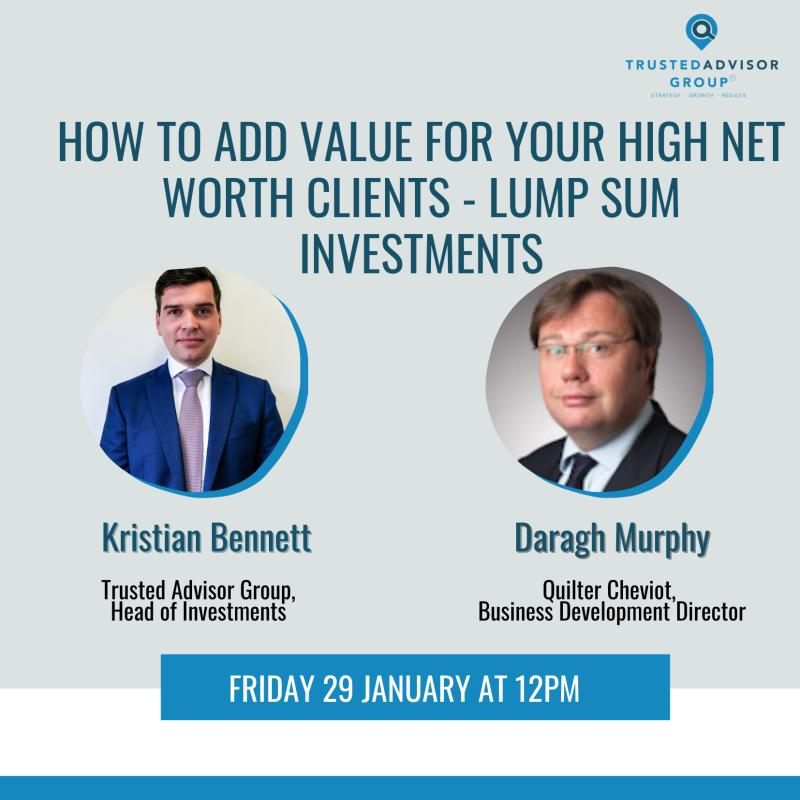 TRUSTEDADVISOR
GROUP®
STRATEGY - GROWTH - RESULTS
HOW TO ADD VALUE FOR YOUR HIGH NET
WORTH CLIENTS - LUMP SUM
INVESTMENTS
Kristian Bennett
Trusted Advisor Group,
Head of Investments
Daragh Murphy
Quilter Cheviot,
Business Development Director
FRIDAY 29 JANUARY AT 12PM